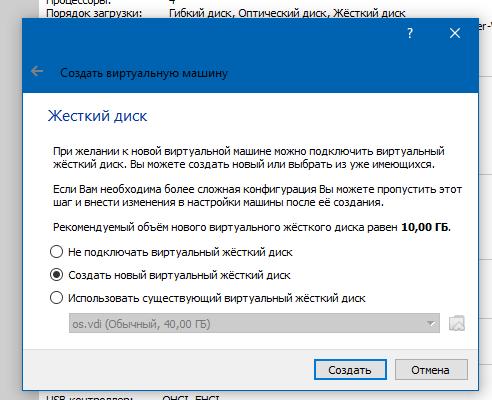 Процессоры: 4
Порядок загрузки: Гибкий диск, Оптический диск, Жёсткий диск
?
Создать виртуальную машину
Жесткий диск
При желании к новой виртуальной машине можно подключить виртуальный
жёсткий диск. Вы можете создать новый или выбрать из уже имеющихся.
Если Вам необходима более сложная конфигурация Вы можете пропустить этот
шаг и внести изменения в настройки машины после её создания.
Рекомендуемый объём нового виртуального жёсткого диска равен 10,00 ГБ.
Не подключать виртуальный жёсткий диск
Создать новый виртуальный жёсткий диск
Использовать существующий виртуальный жёсткий диск
os.vdi (Обычный, 40,00 ГБ)
Создать Отмена
USB-контроллер: OHCI, EHCI